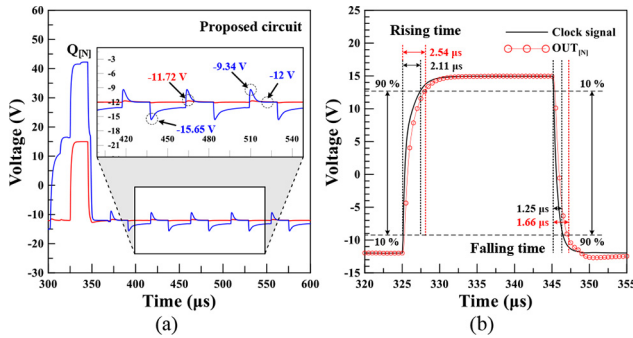 Proposed circuit
Q[N]
60
50
40
30
20
10
0
-10
-20
-30
Voltage (V)
-3
-6
-9
-12
-15
-18
-21
-9.34 V
-12 V
-11.72 V
-15.65 V
420
450
480
510
540
300
350
400
450
500
550
600
Time (μs)
(a)
Rising time
Clock signal
OUT[N]
2.54 μs
2.11 μs
90 %
10 %
1.25 μs
1.66 μs
10 %
90 %
Falling time
25
20
15
10
5
0
-5
-10
-15
Voltage (V)
320
325
330
335
340
345
350
355
Time (μs)
(b)